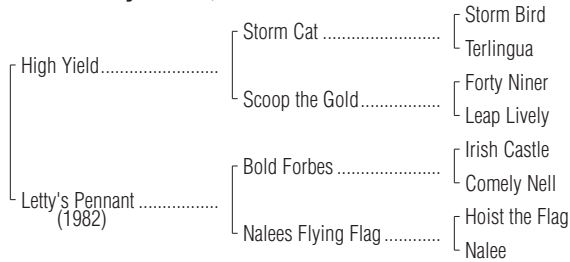 Storm Bird
Storm Cat ......................
Terlingua
High Yield......................
Forty Niner
Scoop the Gold...............
Leap Lively
Irish Castle
Bold Forbes ...................
Comely Nell
Letty's Pennant ...............
(1982)
Hoist the Flag
Nalees Flying Flag ...........
Nalee